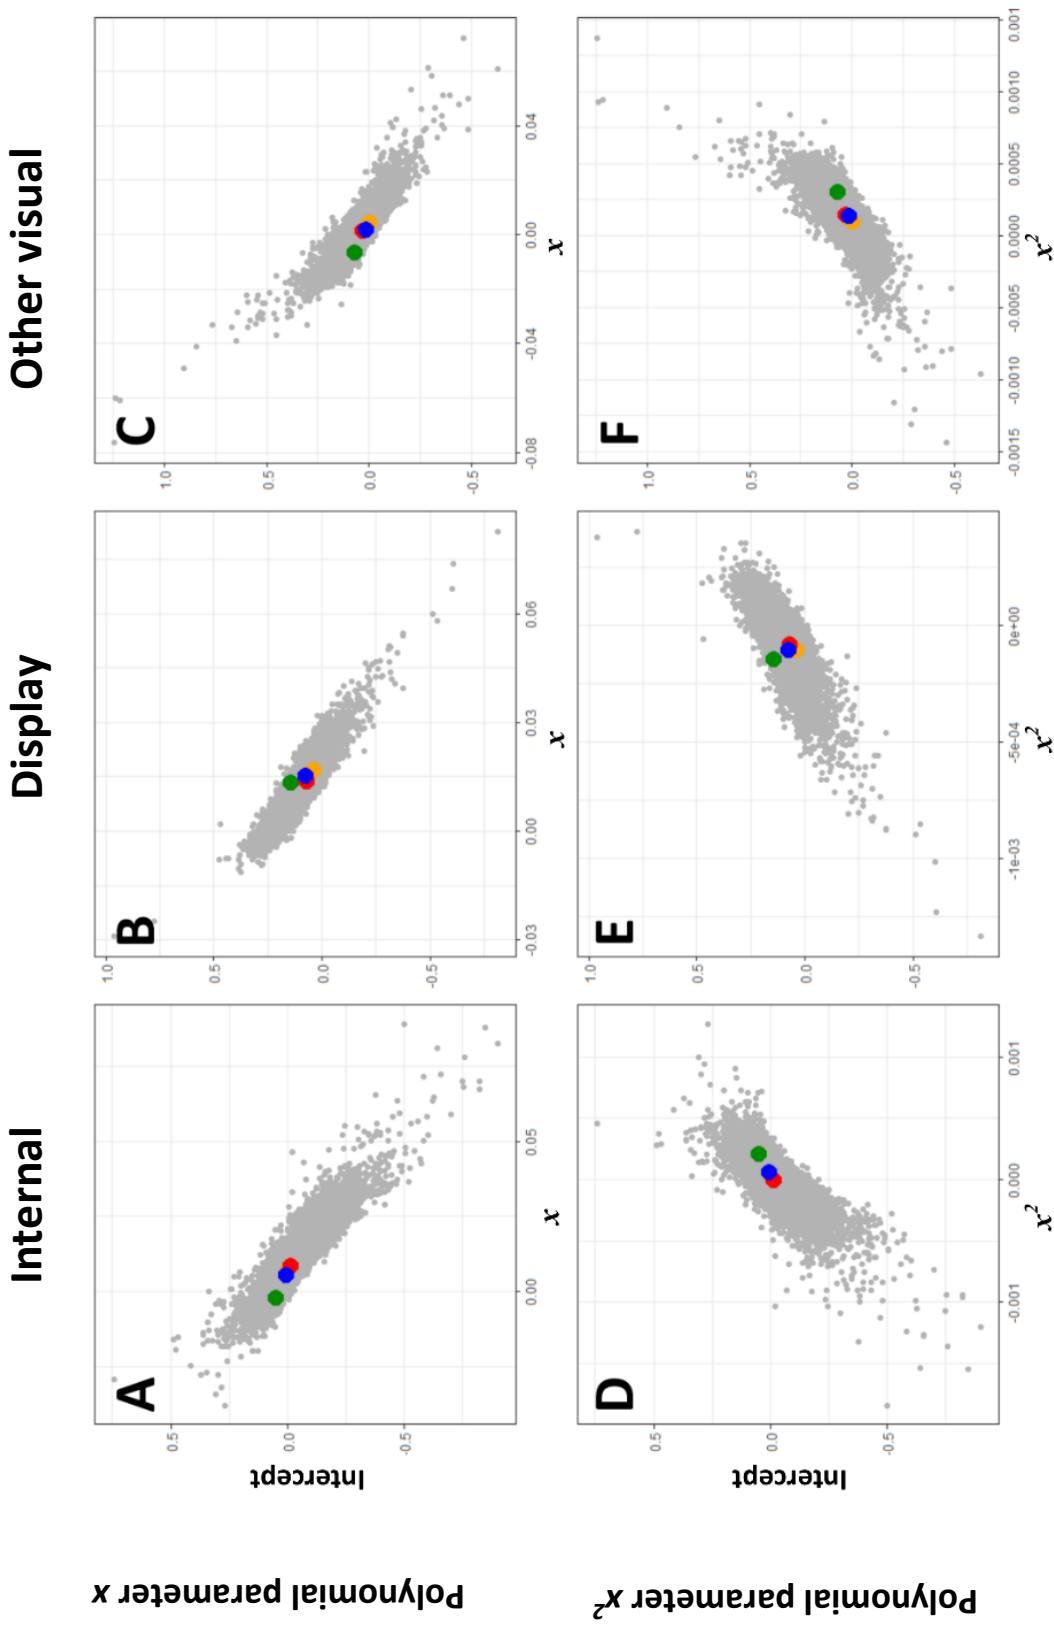 Internal
Display
Other visual
Polynomial parameter x
Intercept
A
0.5
0.0
-0.5
0.00
0.05
x
B
1.0
0.5
0.0
-0.5
-0.03
0.00
0.03
0.06
x
C
1.0
0.5
0.0
-0.5
-0.08
-0.04
0.00
0.04
x
Polynomial parameter x²
Intercept
D
0.5
0.0
-0.5
-0.001
0.000
0.001
x²
E
1.0
0.5
0.0
-0.5
-1e-03
-5e-04
0e+00
x²
F
1.0
0.5
0.0
-0.5
-0.0015
-0.0010
-0.0005
0.0000
0.0005
0.0010
0.001
x²